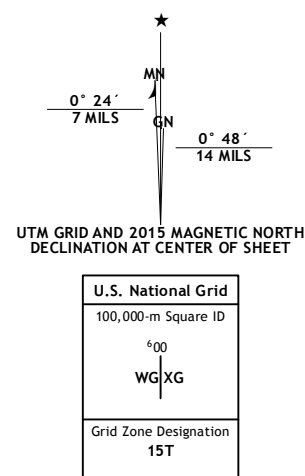 ★
MN
0° 24´
7 MILS
GN
0° 48´
14 MILS
UTM GRID AND 2015 MAGNETIC NORTH
DECLINATION AT CENTER OF SHEET
U.S. National Grid
100,000-m Square ID
⁶00
WG XG
Grid Zone Designation
15T